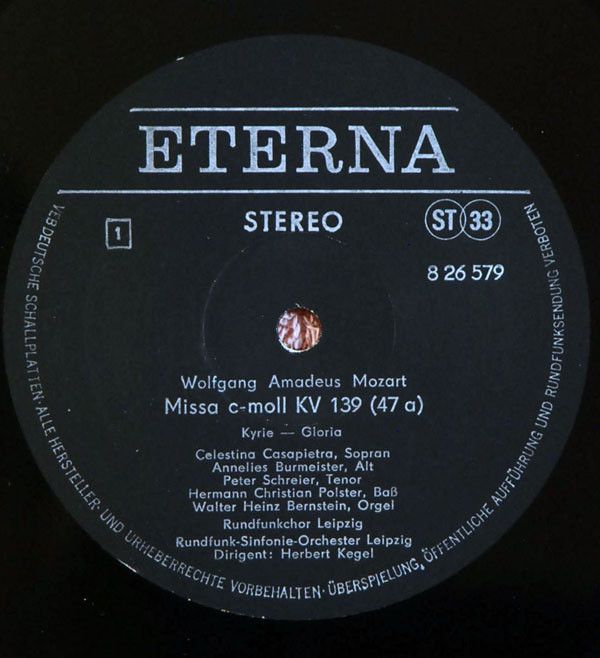 ETERNA
1
STEREO
ST 33
8 26 579
Wolfgang Amadeus Mozart
Missa c-moll KV 139 (47 a)
Kyrie — Gloria
Celestina Casapietra, Sopran
Annelies Burmeister, Alt
Peter Schreier, Tenor
Hermann Christian Polster, Baß
Walter Heinz Bernstein, Orgel
Rundfunkchor Leipzig
Rundfunk-Sinfonie-Orchester Leipzig
Dirigent: Herbert Kegel
VEB DEUTSCHE SCHALLPLATTEN · ALLE HERSTELLER- UND URHEBERRECHTE VORBEHALTEN · ÜBERSPIELUNG, ÖFFENTLICHE AUFFÜHRUNG UND RUNDFUNKSENDUNG VERBOTEN